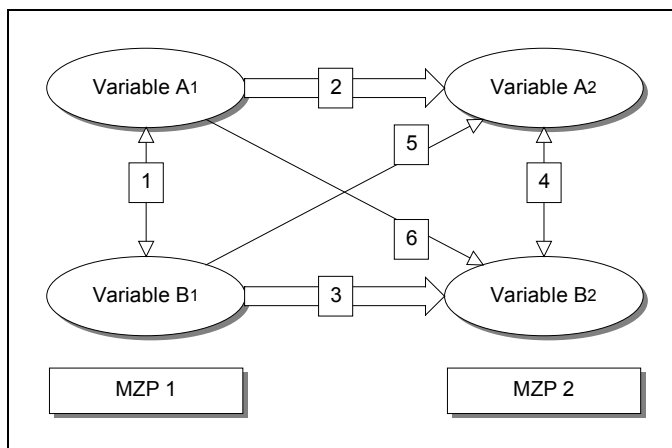 Variable A1
2
Variable A2
5
1
4
6
Variable B1
3
Variable B2
MZP 1
MZP 2